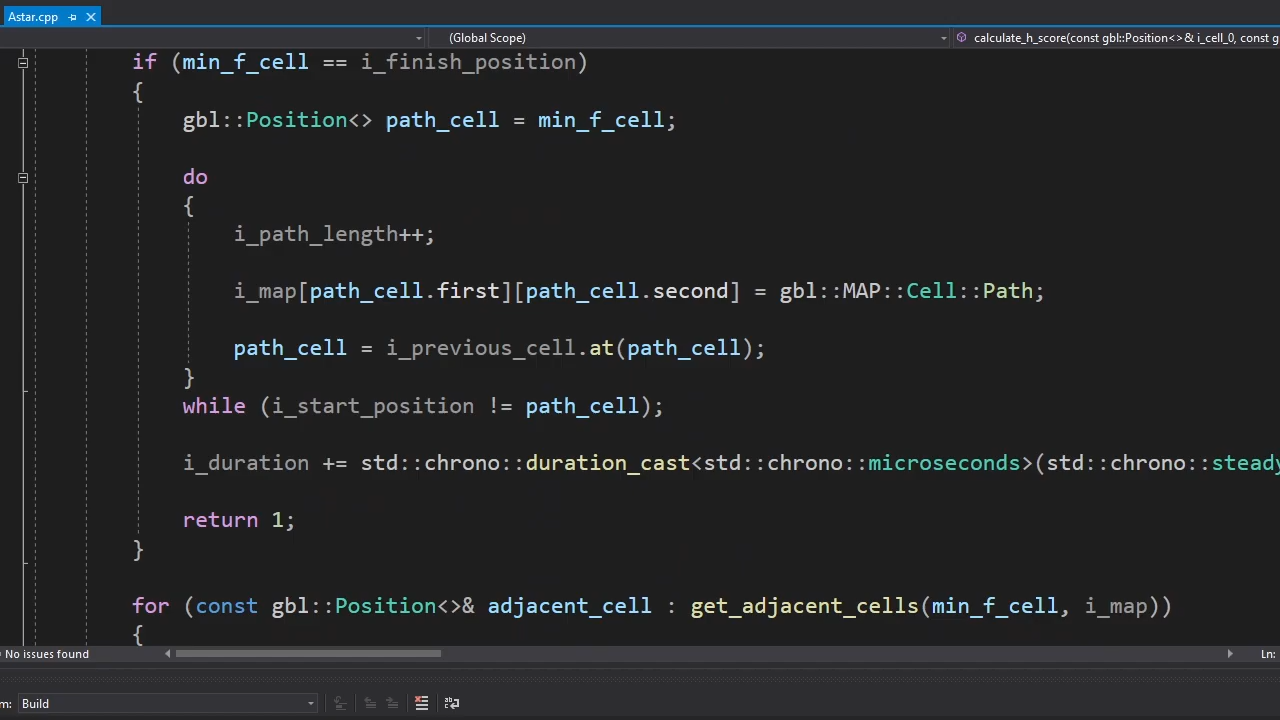 Astar.cpp
(Global Scope)
calculate_h_score(const gbl::Position<>& i_cell_0, const g
if (min_f_cell == i_finish_position)
{
gbl::Position<> path_cell = min_f_cell;
do
{
i_path_length++;
i_map[path_cell.first][path_cell.second] = gbl::MAP::Cell::Path;
path_cell = i_previous_cell.at(path_cell);
}
while (i_start_position != path_cell);
i_duration += std::chrono::duration_cast<std::chrono::microseconds>(std::chrono::steady
return 1;
}
for (const gbl::Position<>& adjacent_cell : get_adjacent_cells(min_f_cell, i_map))
{
No issues found
Ln:
m: Build